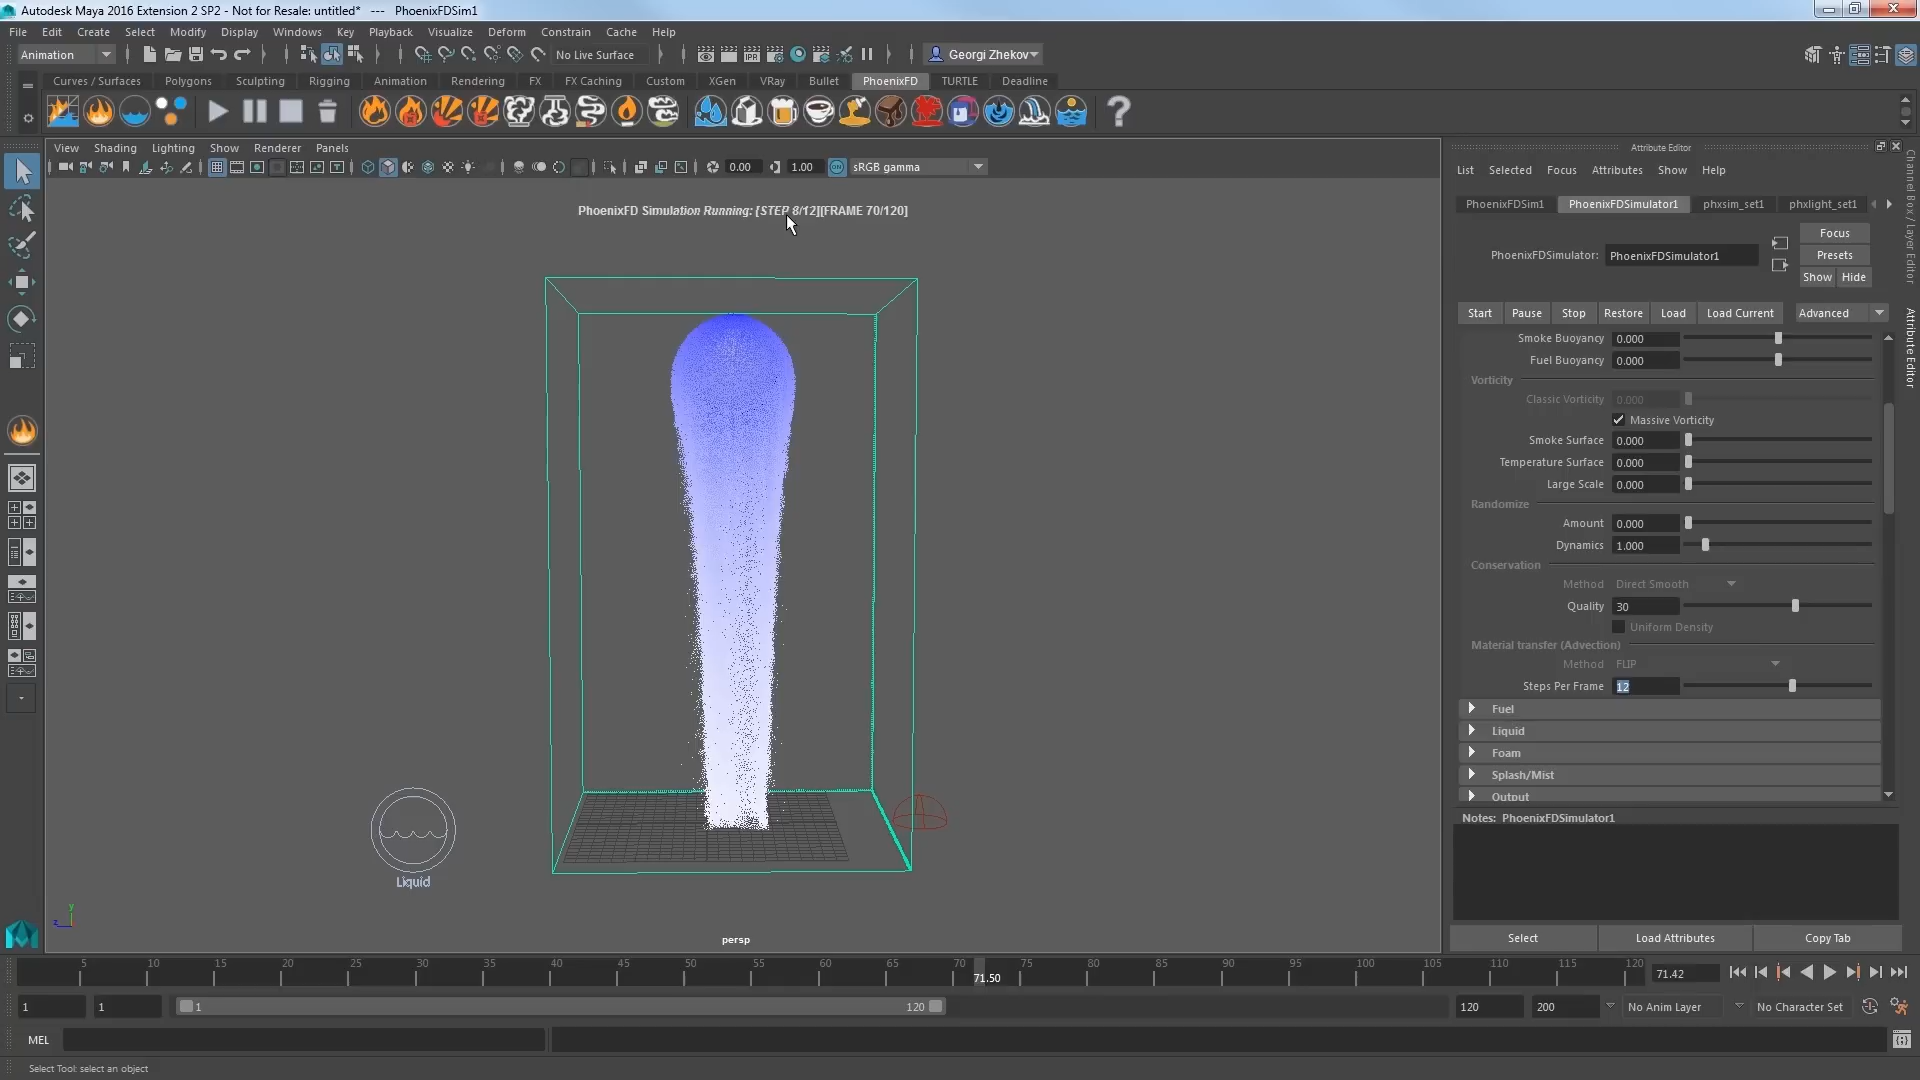 Autodesk Maya 2016 Extension 2 SP2 - Not for Resale: untitled* --- PhoenixFDSim1
File Edit Create Select Modify Display Windows Key Playback Visualize Deform Constrain Cache Help
Animation No Live Surface Georgi Zhekov
Curves / Surfaces Polygons Sculpting Rigging Animation Rendering FX FX Caching Custom XGen VRay Bullet PhoenixFD TURTLE Deadline
View Shading Lighting Show Renderer Panels
0.00 1.00 sRGB gamma
PhoenixFD Simulation Running: [STEP 8/12][FRAME 70/120]
Liquid
persp
y
z
Attribute Editor
List Selected Focus Attributes Show Help
PhoenixFDSim1 PhoenixFDSimulator1 phxsim_set1 phxlight_set1
Focus
PhoenixFDSimulator: PhoenixFDSimulator1 Presets
Show Hide
Start Pause Stop Restore Load Load Current Advanced
Smoke Buoyancy 0.000
Fuel Buoyancy 0.000
Vorticity
Classic Vorticity 0.000
Massive Vorticity
Smoke Surface 0.000
Temperature Surface 0.000
Large Scale 0.000
Randomize
Amount 0.000
Dynamics 1.000
Conservation
Method Direct Smooth
Quality 30
Uniform Density
Material transfer (Advection)
Method FLIP
Steps Per Frame 12
Fuel
Liquid
Foam
Splash/Mist
Output
Notes: PhoenixFDSimulator1
Select Load Attributes Copy Tab
Channel Box / Layer Editor
Attribute Editor
5 10 15 20 25 30 35 40 45 50 55 60 65 70 75 80 85 90 95 100 105 110 115 120
71.50 71.42
1 1 1 120 120 200 No Anim Layer No Character Set
MEL
Select Tool: select an object